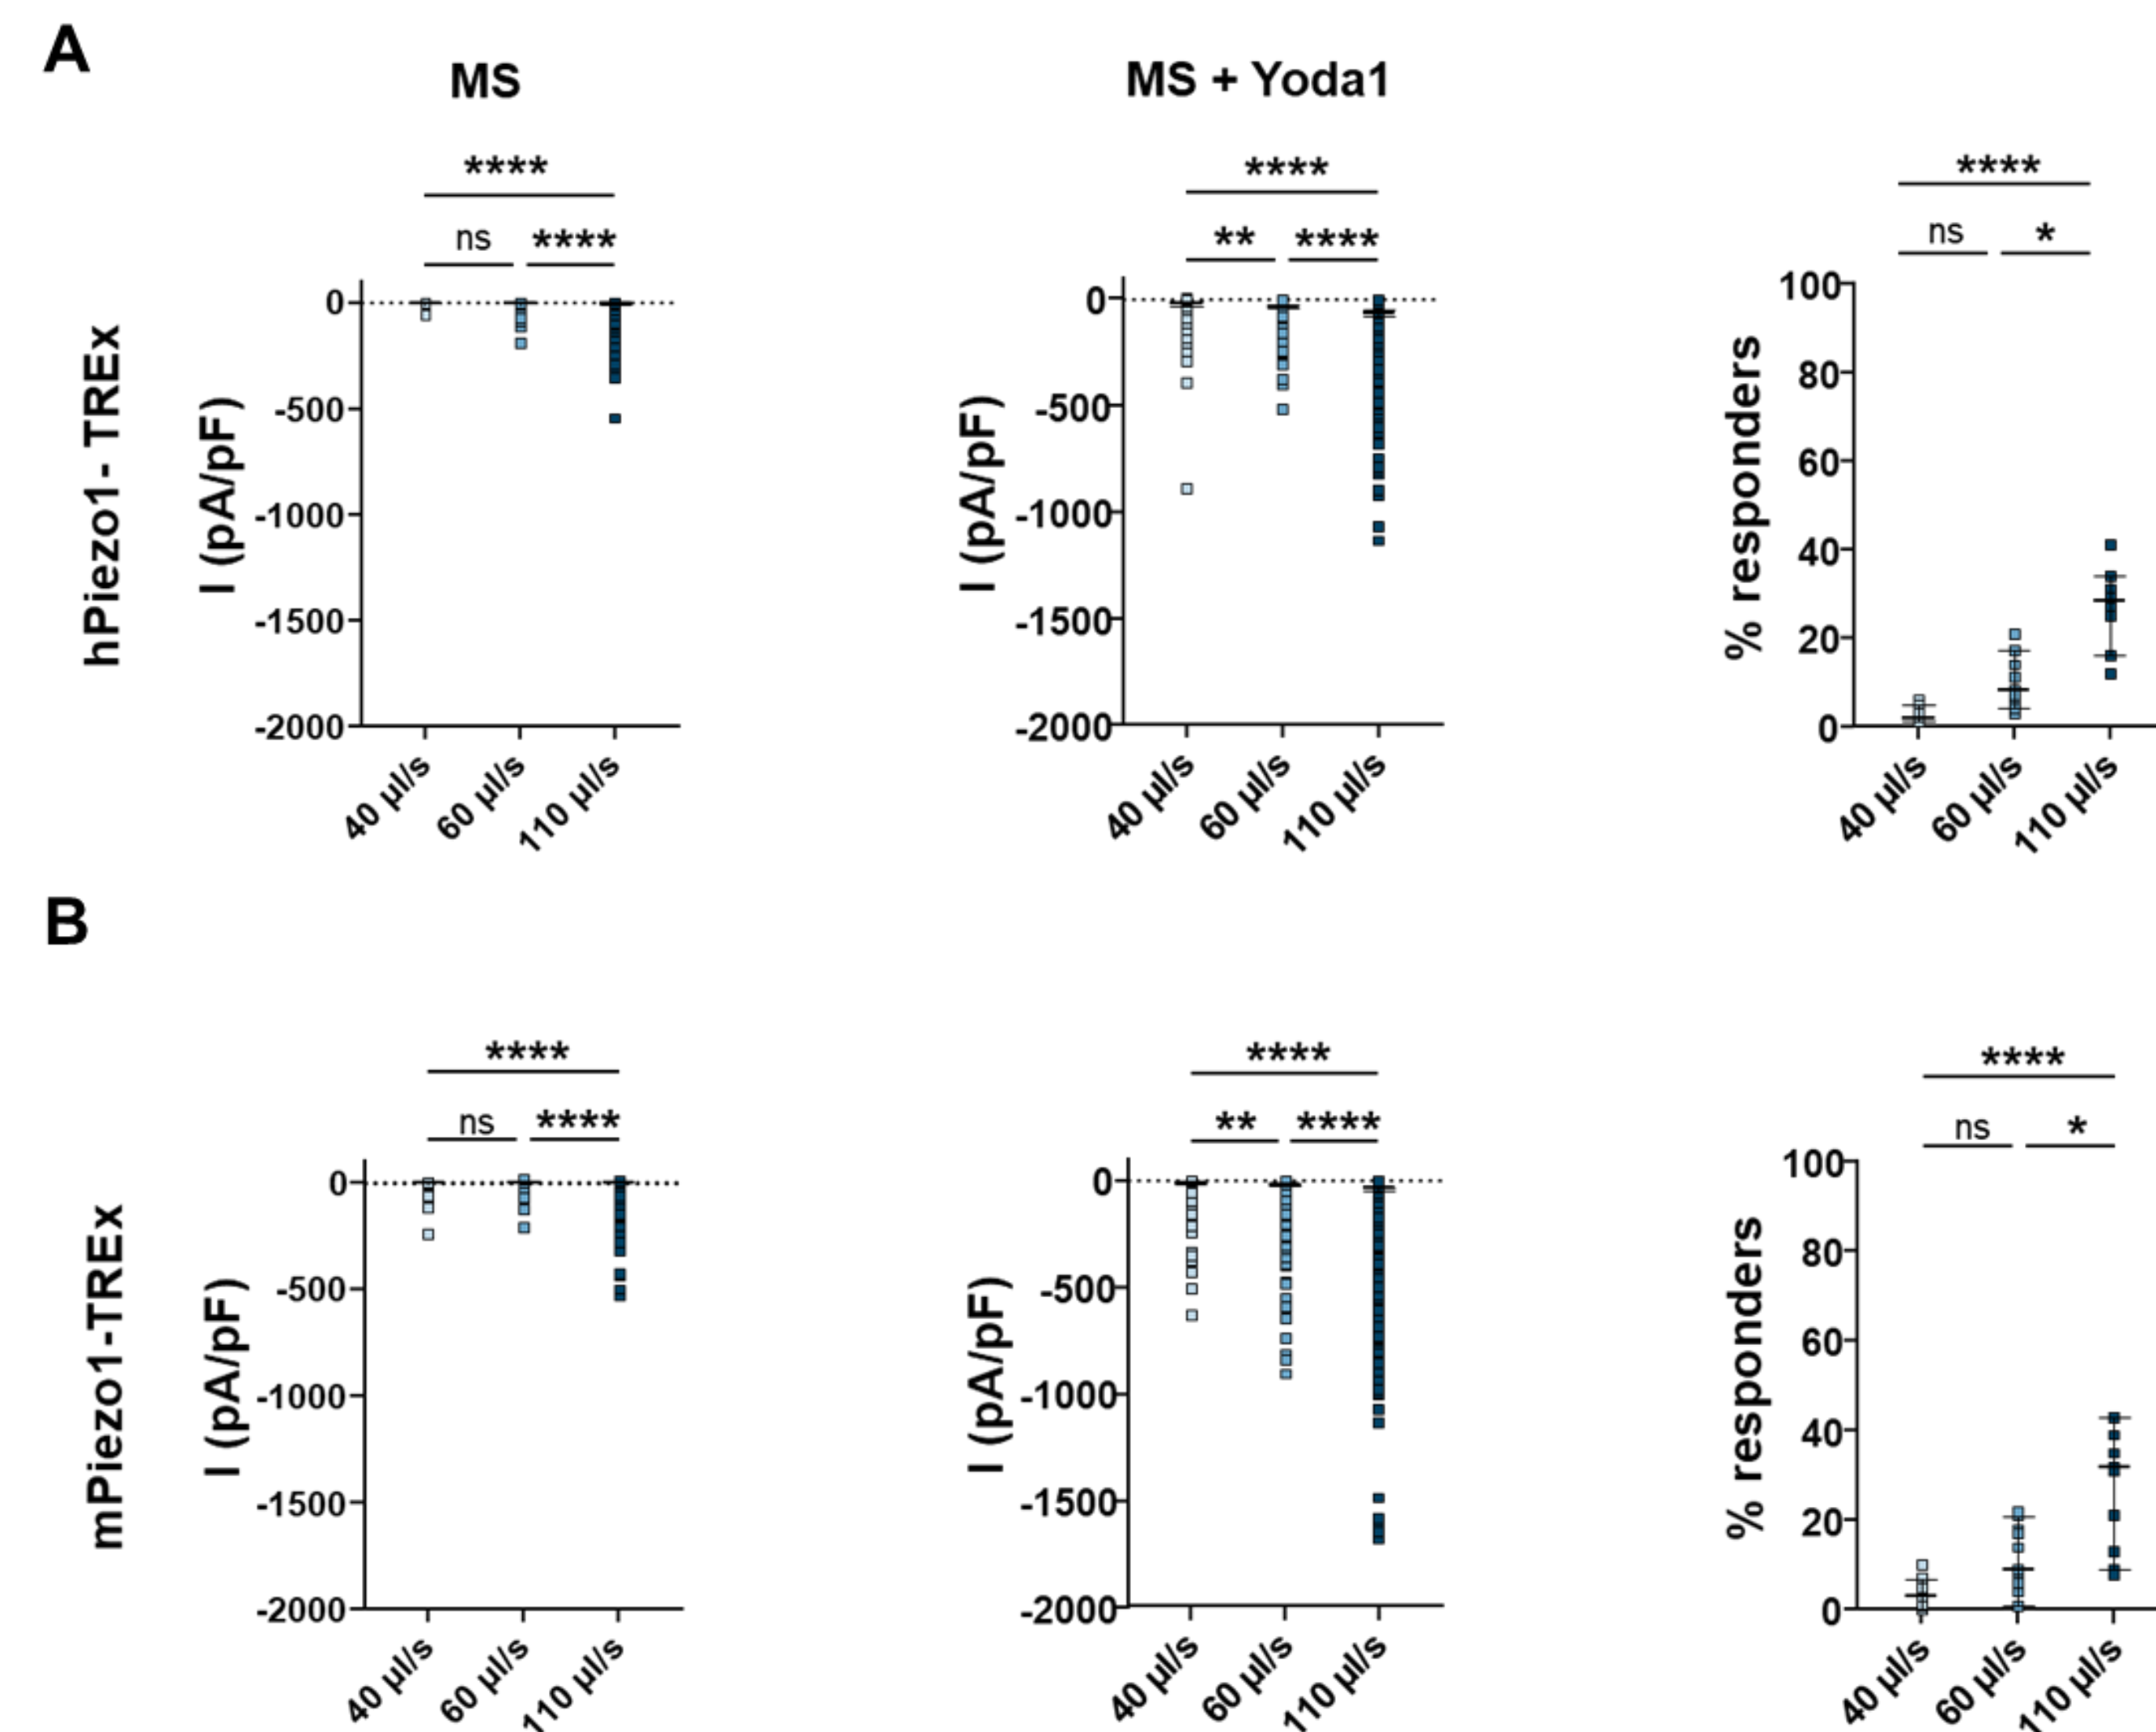 A
MS
MS + Yoda1
****
ns
****
****
**
****
****
ns
*
hPiezo1- TREx
I (pA/pF)
0
-500
-1000
-1500
-2000
40 µl/s
60 µl/s
110 µl/s
I (pA/pF)
0
-500
-1000
-1500
-2000
40 µl/s
60 µl/s
110 µl/s
% responders
100
80
60
40
20
0
40 µl/s
60 µl/s
110 µl/s
B
****
ns
****
****
**
****
****
ns
*
mPiezo1-TREx
I (pA/pF)
0
-500
-1000
-1500
-2000
40 µl/s
60 µl/s
110 µl/s
I (pA/pF)
0
-500
-1000
-1500
-2000
40 µl/s
60 µl/s
110 µl/s
% responders
100
80
60
40
20
0
40 µl/s
60 µl/s
110 µl/s